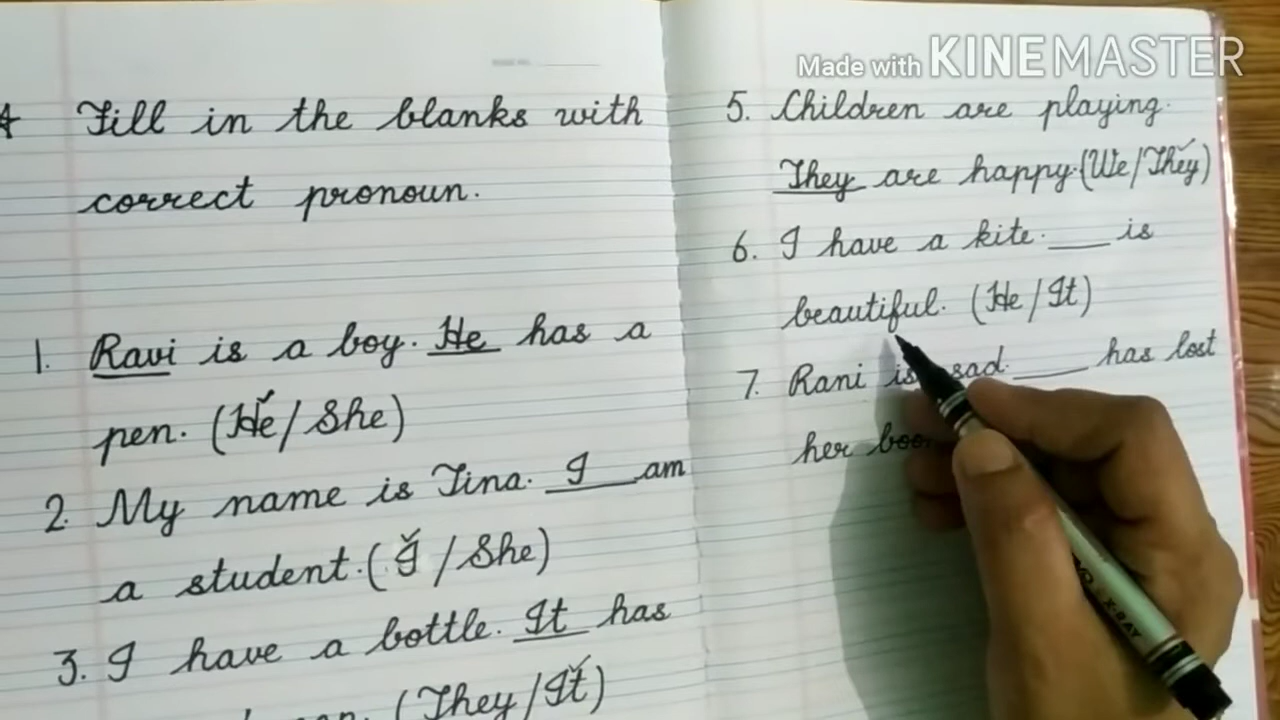 Made with KINEMASTER
Fill in the blanks with
correct pronoun.
1. Ravi is a boy. He has a
pen. (He/She)
2. My name is Tina. I am
a student. (I/She)
3. I have a bottle. It has
(They/It)
5. Children are playing.
They are happy. (We/They)
6. I have a kite. ___ is
beautiful. (He/It)
7. Rani is sad. ___ has lost
her